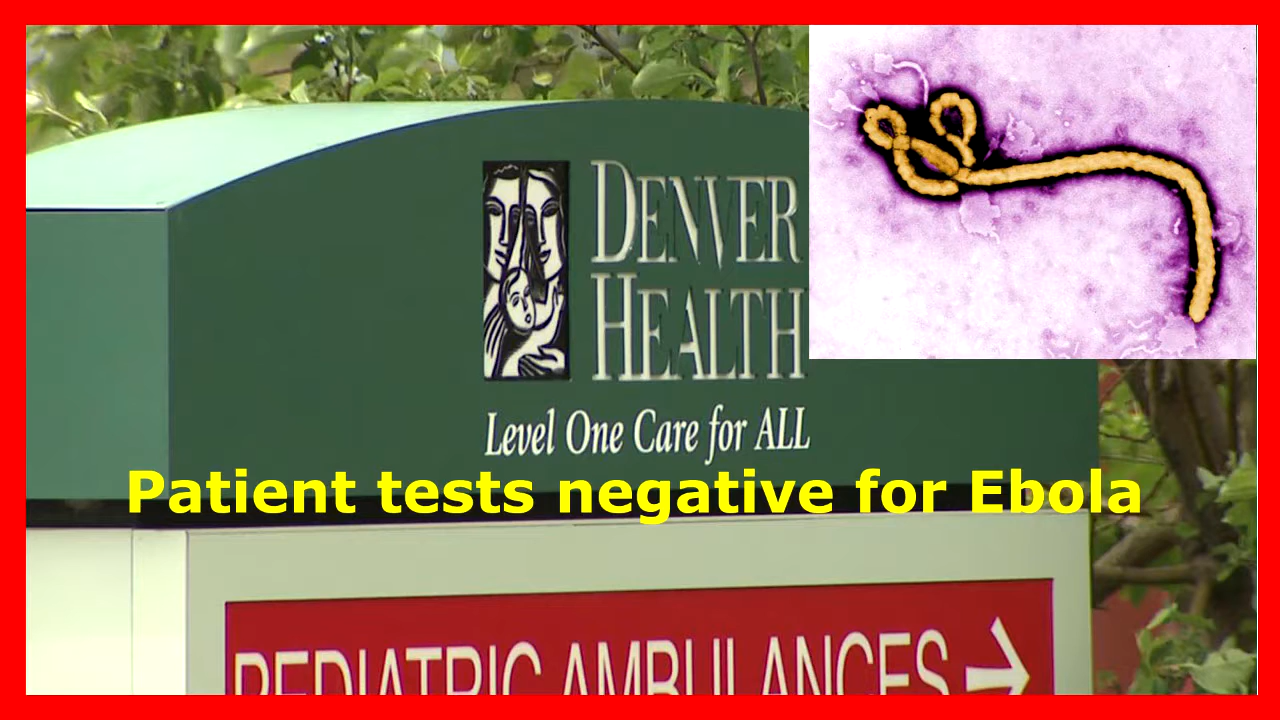 DENVER
HEALTH
Level One Care for ALL
Patient tests negative for Ebola
PEDIATRIC AMBULANCES